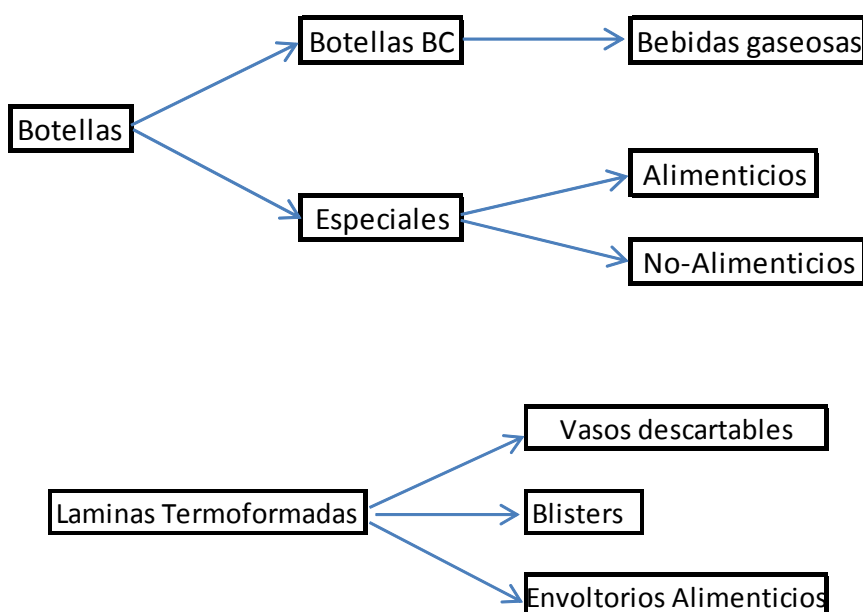 Botellas BC
Bebidas gaseosas
Botellas
Alimenticios
Especiales
No-Alimenticios
Vasos descartables
Laminas Termoformadas
Blisters
Envoltorios Alimenticios